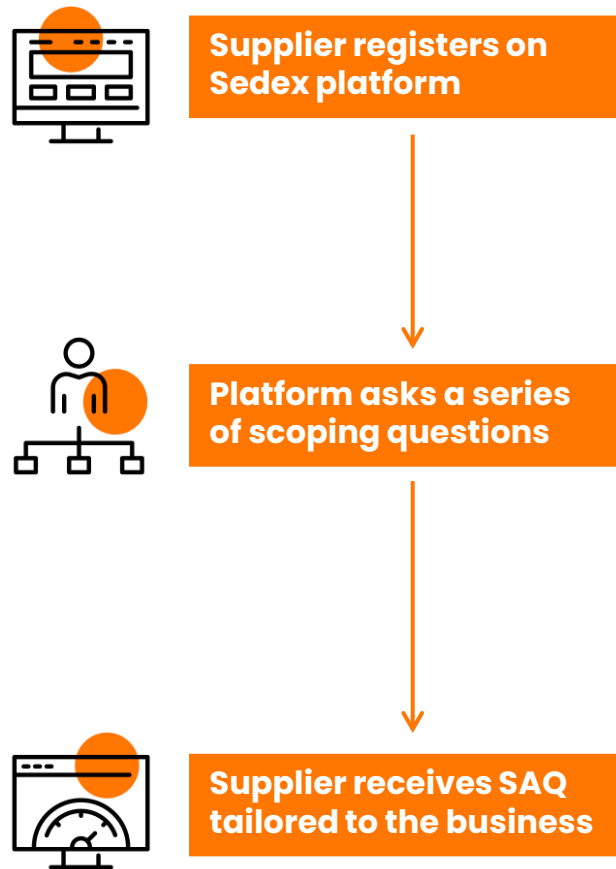 Supplier registers on
Sedex platform
Platform asks a series
of scoping questions
Supplier receives SAQ
tailored to the business